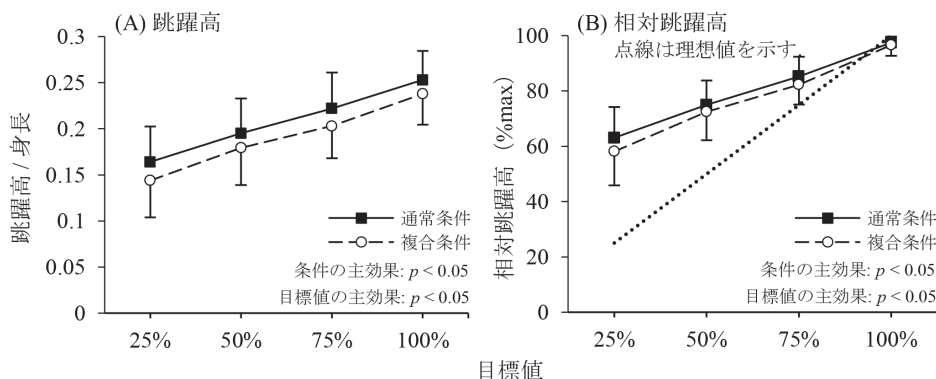 (A) 跳躍高
跳躍高 / 身長
0.3
0.25
0.2
0.15
0.1
0.05
0
通常条件
複合条件
条件の主効果: p < 0.05
目標値の主効果: p < 0.05
25%
50%
75%
100%
(B) 相対跳躍高
点線は理想値を示す
相対跳躍高 (%max)
100
80
60
40
20
0
通常条件
複合条件
条件の主効果: p < 0.05
目標値の主効果: p < 0.05
25%
50%
75%
100%
目標値